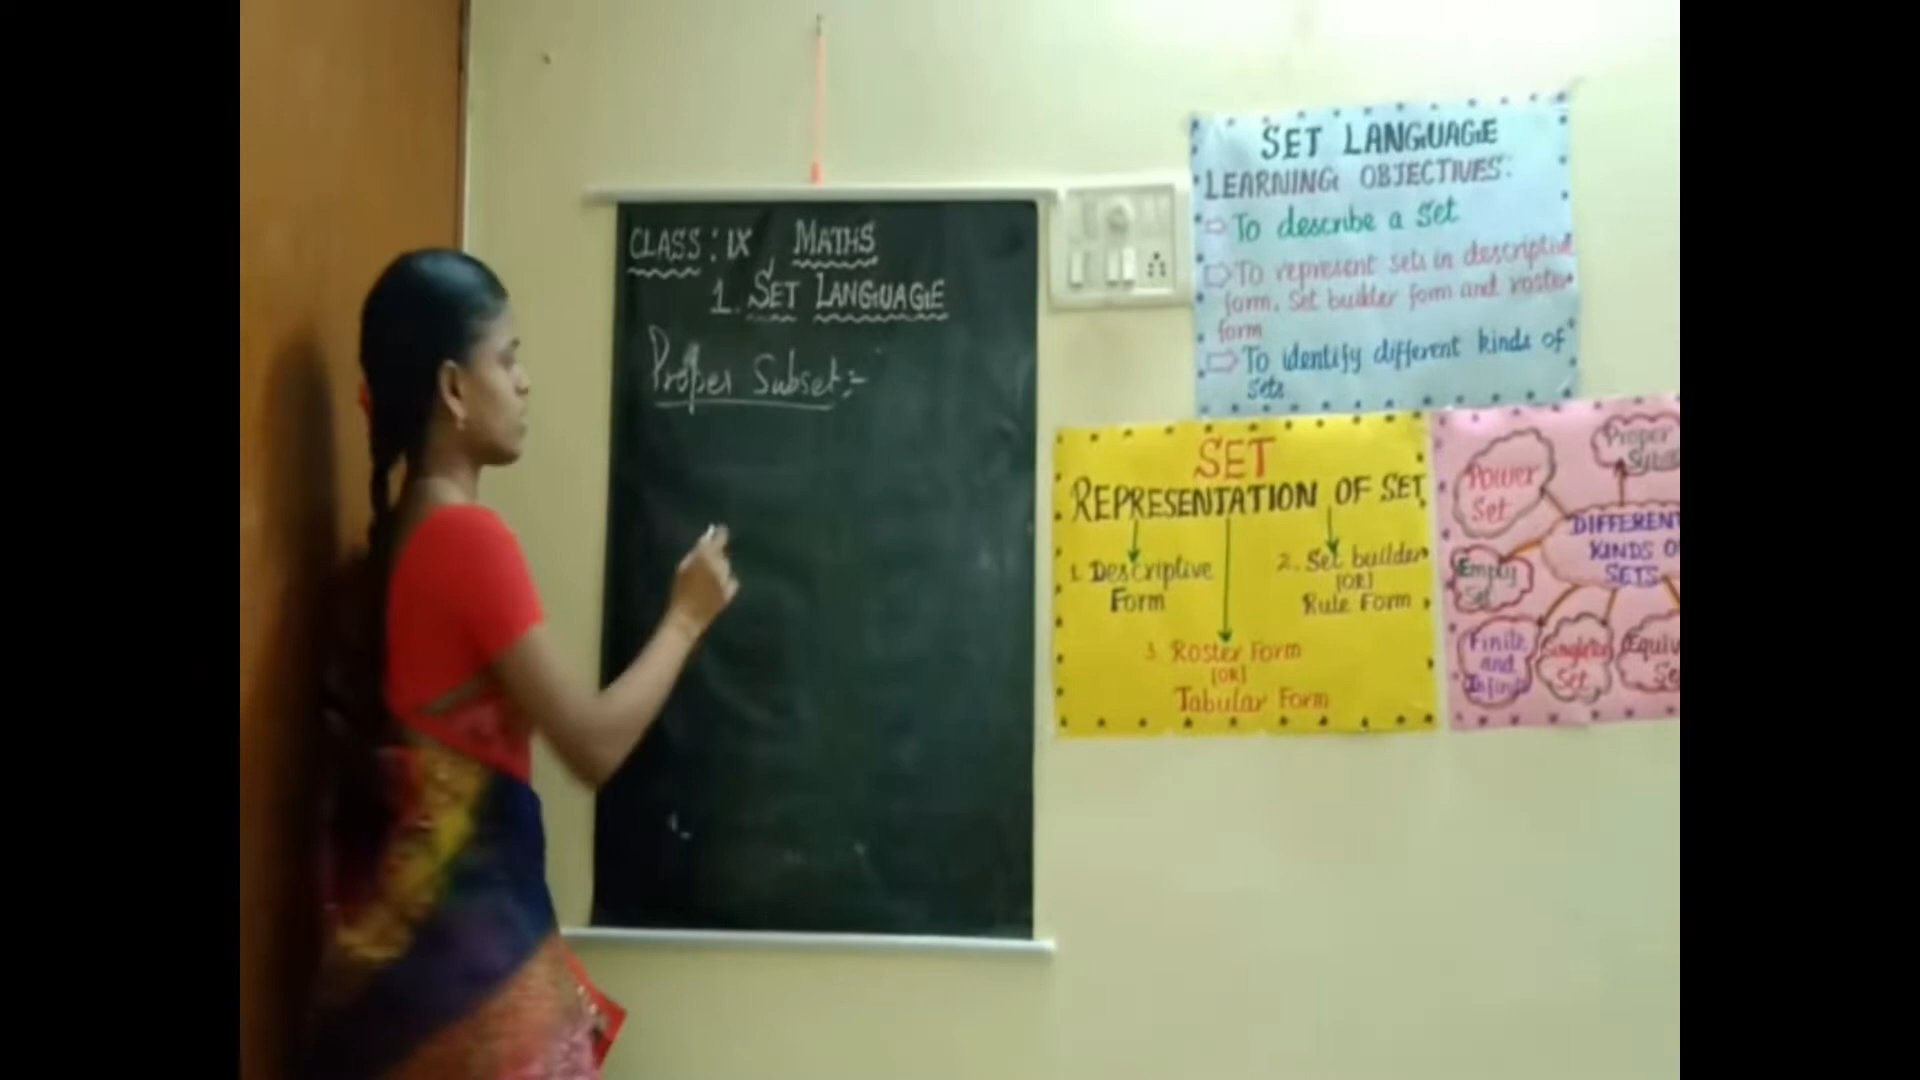 CLASS: IX MATHS
1. SET LANGUAGE
Proper Subset:-
SET LANGUAGE
LEARNING OBJECTIVES:
To describe a set
To represent sets in descriptive
form, Set builder form and roster
form
To identify different kinds of
sets
SET
REPRESENTATION OF SET
1. Descriptive
Form
2. Set builder
[OR]
Rule Form
3. Roster Form
[OR]
Tabular Form
Proper
Power
Set
DIFFERENT
KINDS O
SETS
Empty
Set
Finite
and
Infinite
Singleton
Set
Equiv
Se